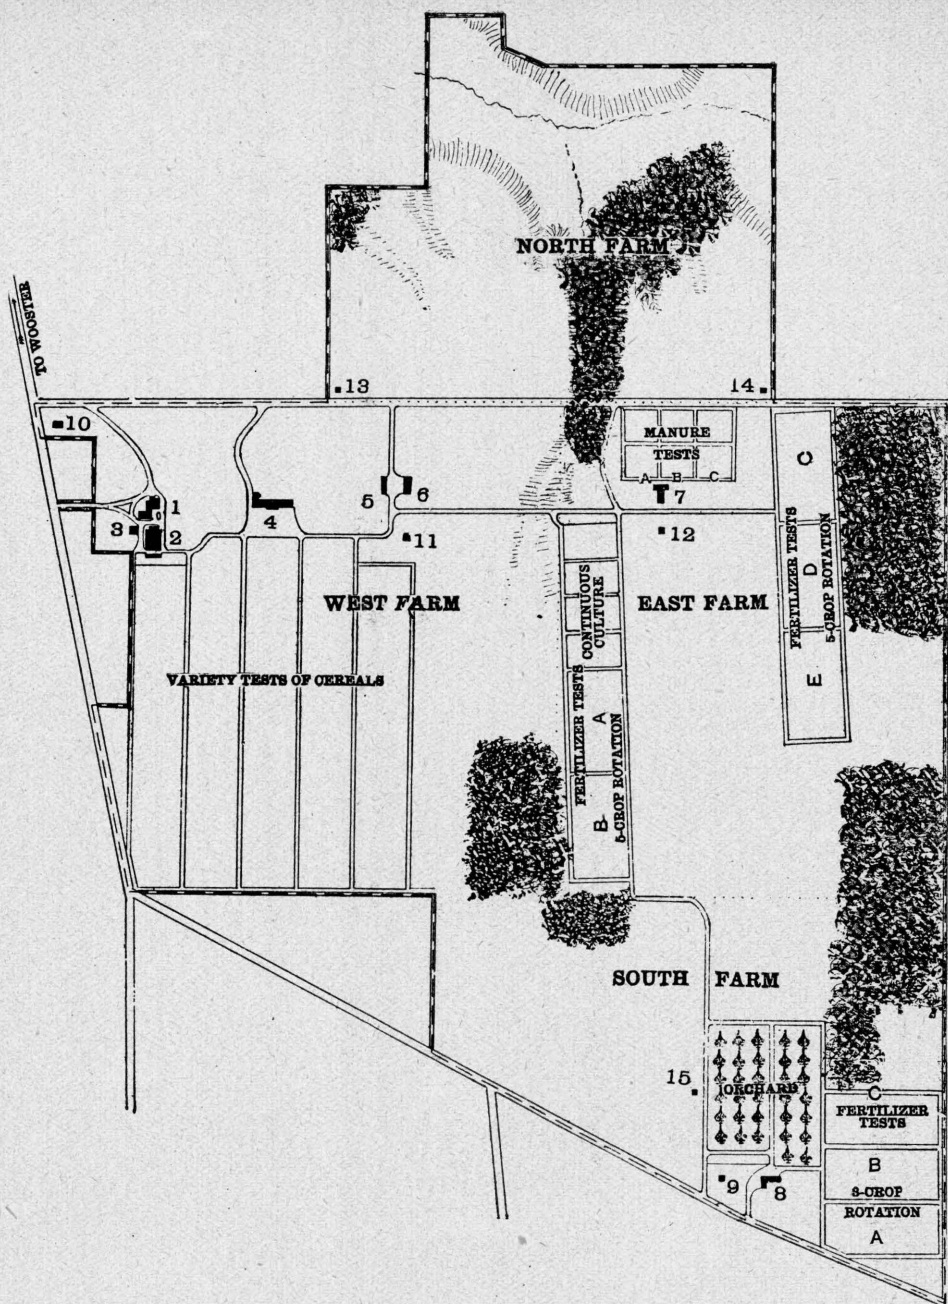 NORTH FARM
TO WOOSTER
13
14
10
MANURE
TESTS
A B C
1
3
2
4
5
6
7
11
12
C
D
E
FERTILIZER TESTS
5-CROP ROTATION
WEST FARM
EAST FARM
CONTINUOUS
CULTURE
VARIETY TESTS OF CEREALS
FERTILIZER TESTS
A
B
5-CROP ROTATION
SOUTH FARM
15
ORCHARD
9
8
C
FERTILIZER
TESTS
B
3-CROP
ROTATION
A